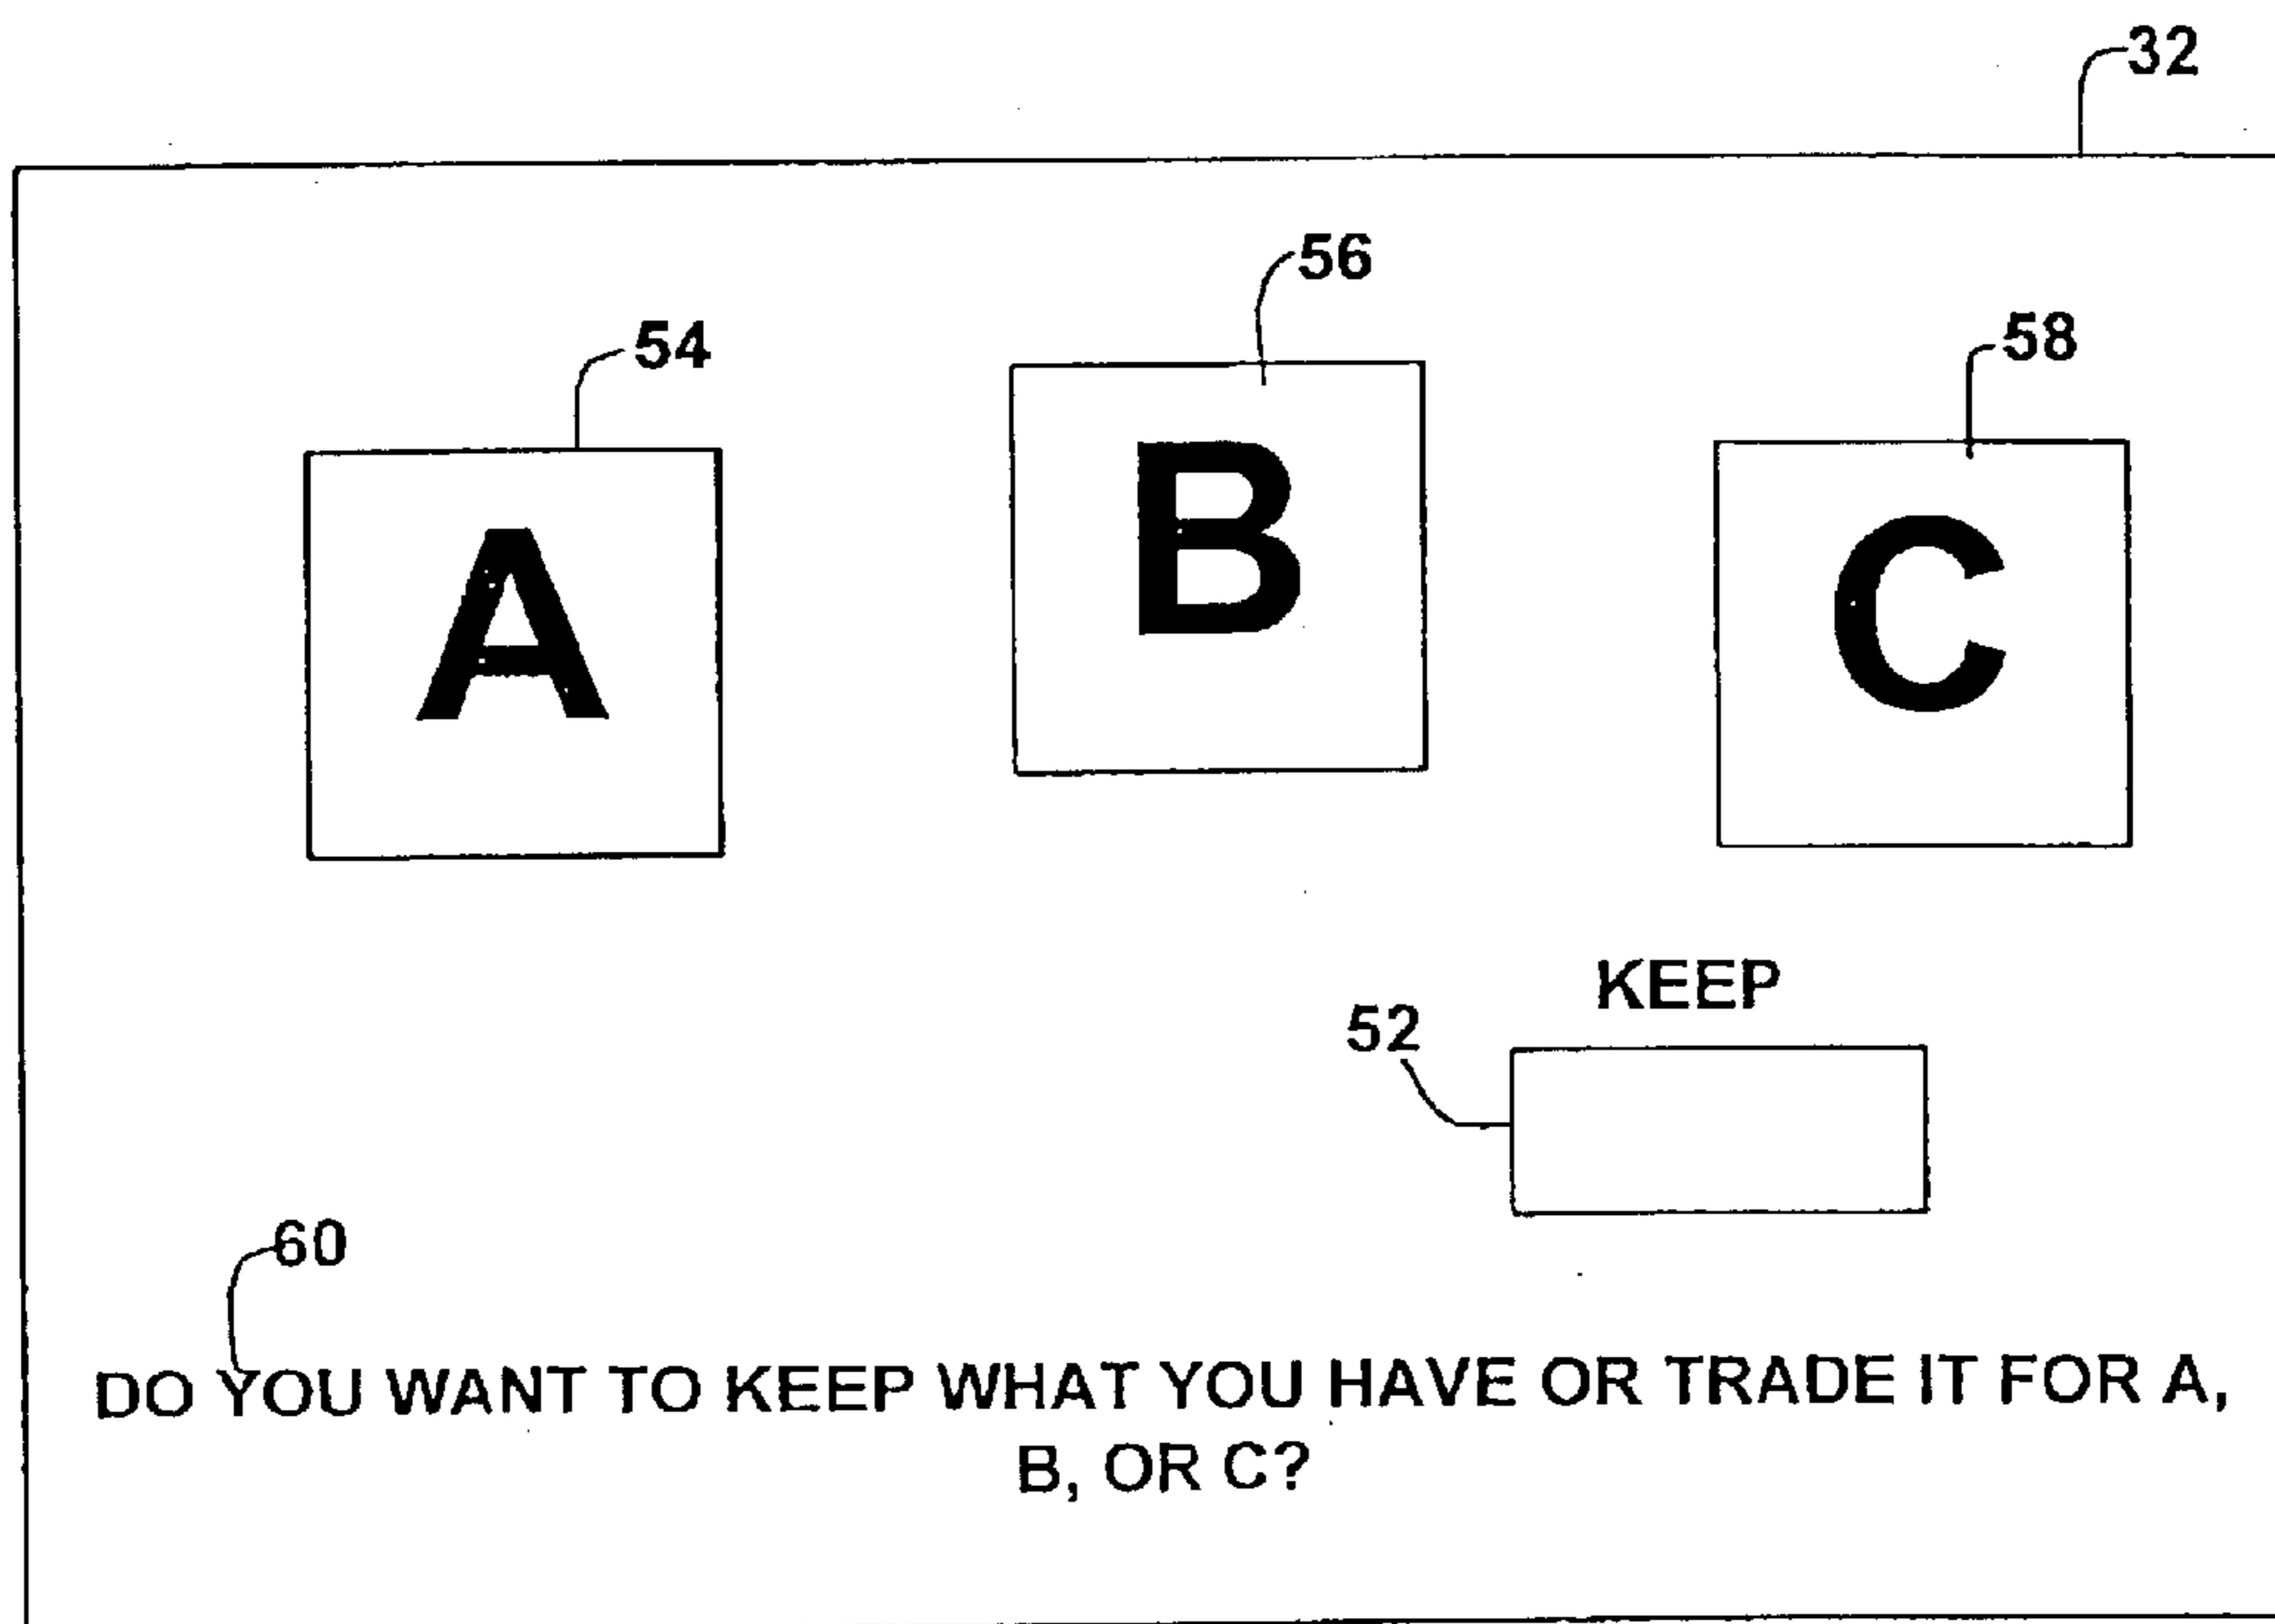 32
56
54
58
A
B
C
KEEP
52
60
DO YOU WANT TO KEEP WHAT YOU HAVE OR TRADE IT FOR A,
B, OR C?